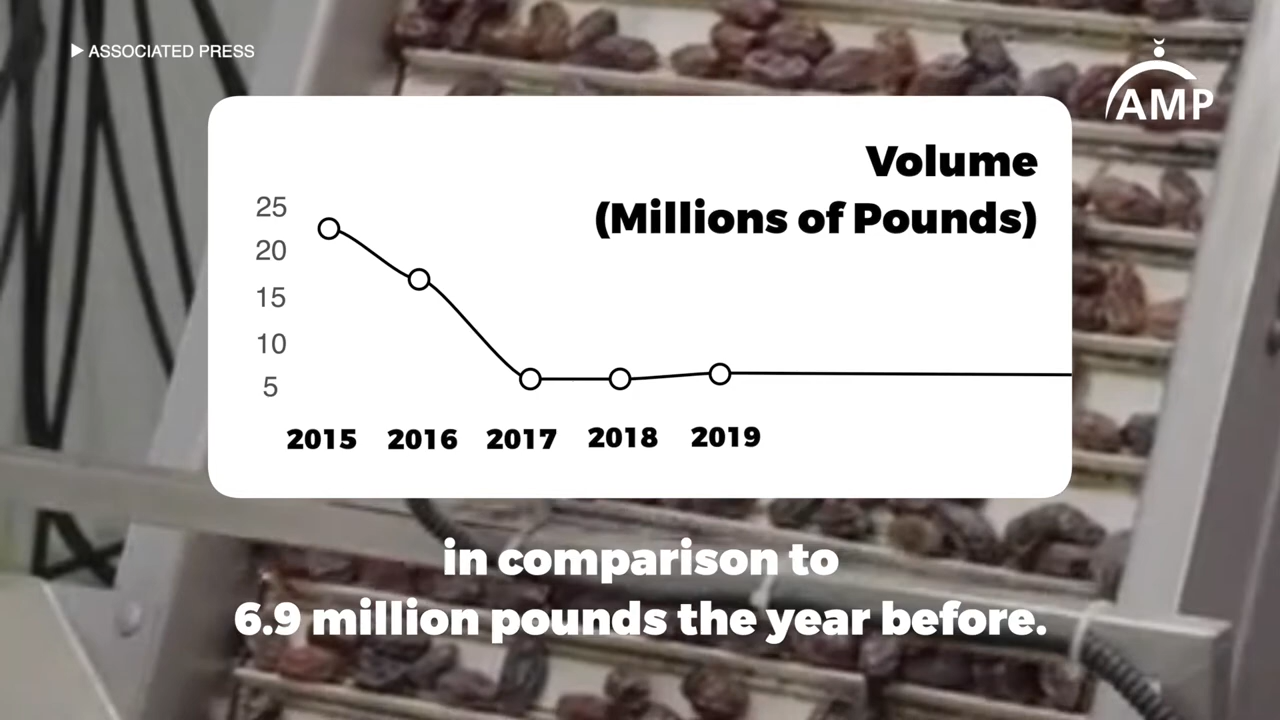 ASSOCIATED PRESS
AMP
Volume
(Millions of Pounds)
25
20
15
10
5
2015 2016 2017 2018 2019
in comparison to
6.9 million pounds the year before.